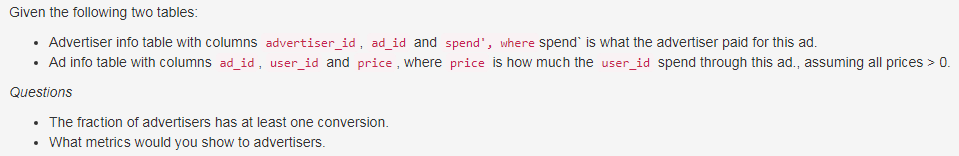 Given the following two tables:
• Advertiser info table with columns advertiser_id, ad_id and spend', where spend` is what the advertiser paid for this ad.
• Ad info table with columns ad_id, user_id and price, where price is how much the user_id spend through this ad., assuming all prices > 0.
Questions
• The fraction of advertisers has at least one conversion.
• What metrics would you show to advertisers.